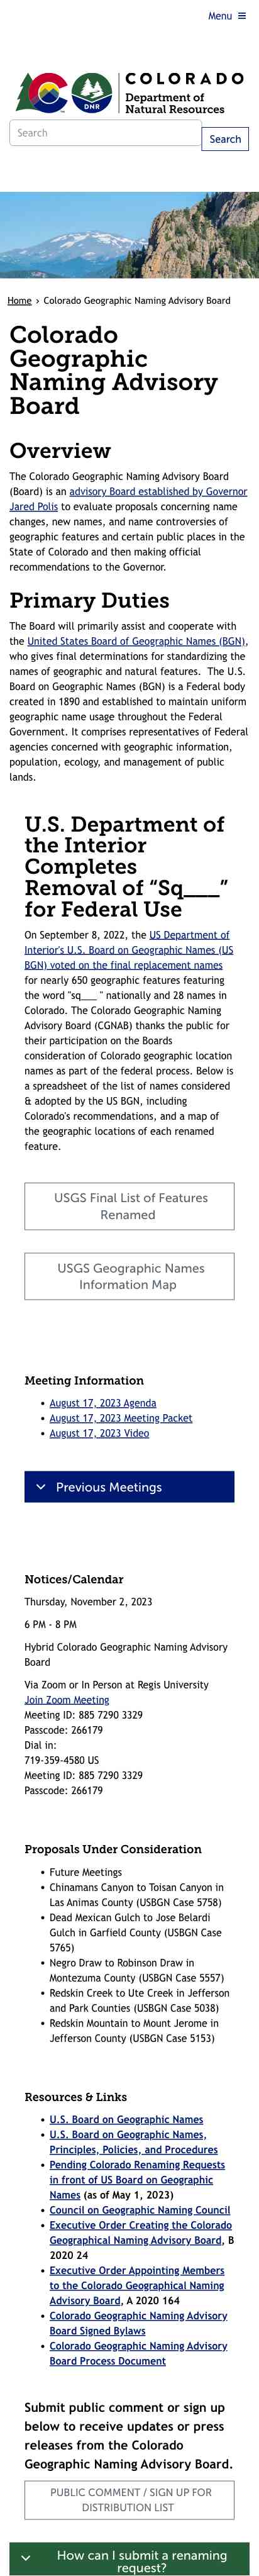 Menu ≡
COLORADO
Department of
Natural Resources
DNR
Search
Search
Home › Colorado Geographic Naming Advisory Board
Colorado
Geographic
Naming Advisory
Board
Overview
The Colorado Geographic Naming Advisory Board
(Board) is an advisory Board established by Governor
Jared Polis to evaluate proposals concerning name
changes, new names, and name controversies of
geographic features and certain public places in the
State of Colorado and then making official
recommendations to the Governor.
Primary Duties
The Board will primarily assist and cooperate with
the United States Board of Geographic Names (BGN),
who gives final determinations for standardizing the
names of geographic and natural features.  The U.S.
Board on Geographic Names (BGN) is a Federal body
created in 1890 and established to maintain uniform
geographic name usage throughout the Federal
Government. It comprises representatives of Federal
agencies concerned with geographic information,
population, ecology, and management of public
lands.
U.S. Department of
the Interior
Completes
Removal of “Sq___”
for Federal Use
On September 8, 2022, the US Department of
Interior's U.S. Board on Geographic Names (US
BGN) voted on the final replacement names
for nearly 650 geographic features featuring
the word "sq___ " nationally and 28 names in
Colorado. The Colorado Geographic Naming
Advisory Board (CGNAB) thanks the public for
their participation on the Boards
consideration of Colorado geographic location
names as part of the federal process. Below is
a spreadsheet of the list of names considered
& adopted by the US BGN, including
Colorado's recommendations, and a map of
the geographic locations of each renamed
feature.
USGS Final List of Features
Renamed
USGS Geographic Names
Information Map
Meeting Information
• August 17, 2023 Agenda
• August 17, 2023 Meeting Packet
• August 17, 2023 Video
Previous Meetings
Notices/Calendar
Thursday, November 2, 2023
6 PM - 8 PM
Hybrid Colorado Geographic Naming Advisory
Board
Via Zoom or In Person at Regis University
Join Zoom Meeting
Meeting ID: 885 7290 3329
Passcode: 266179
Dial in:
719-359-4580 US
Meeting ID: 885 7290 3329
Passcode: 266179
Proposals Under Consideration
• Future Meetings
• Chinamans Canyon to Toisan Canyon in
Las Animas County (USBGN Case 5758)
• Dead Mexican Gulch to Jose Belardi
Gulch in Garfield County (USBGN Case
5765)
• Negro Draw to Robinson Draw in
Montezuma County (USBGN Case 5557)
• Redskin Creek to Ute Creek in Jefferson
and Park Counties (USBGN Case 5038)
• Redskin Mountain to Mount Jerome in
Jefferson County (USBGN Case 5153)
Resources & Links
• U.S. Board on Geographic Names
• U.S. Board on Geographic Names,
Principles, Policies, and Procedures
• Pending Colorado Renaming Requests
in front of US Board on Geographic
Names (as of May 1, 2023)
• Council on Geographic Naming Council
• Executive Order Creating the Colorado
Geographical Naming Advisory Board, B
2020 24
• Executive Order Appointing Members
to the Colorado Geographical Naming
Advisory Board, A 2020 164
• Colorado Geographic Naming Advisory
Board Signed Bylaws
• Colorado Geographic Naming Advisory
Board Process Document
Submit public comment or sign up
below to receive updates or press
releases from the Colorado
Geographic Naming Advisory Board.
PUBLIC COMMENT / SIGN UP FOR
DISTRIBUTION LIST
How can I submit a renaming
request?